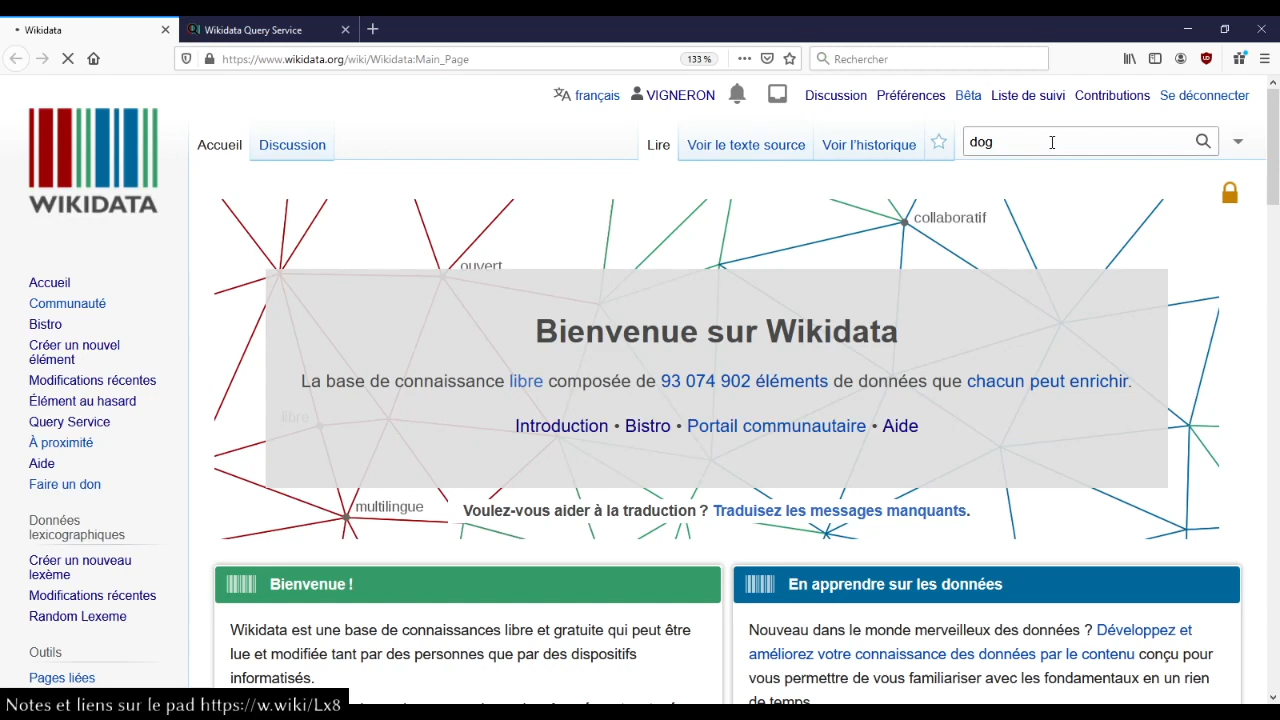 Wikidata
Wikidata Query Service
https://www.wikidata.org/wiki/Wikidata:Main_Page
133 %
Rechercher
français
VIGNERON
Discussion
Préférences
Bêta
Liste de suivi
Contributions
Se déconnecter
WIKIDATA
Accueil
Discussion
Lire
Voir le texte source
Voir l'historique
dog
collaboratif
ouvert
Bienvenue sur Wikidata
La base de connaissance libre composée de 93 074 902 éléments de données que chacun peut enrichir.
libre
Introduction • Bistro • Portail communautaire • Aide
multilingue
Voulez-vous aider à la traduction ? Traduisez les messages manquants.
Accueil
Communauté
Bistro
Créer un nouvel
élément
Modifications récentes
Élément au hasard
Query Service
À proximité
Aide
Faire un don
Données
lexicographiques
Créer un nouveau
lexème
Modifications récentes
Random Lexeme
Outils
Pages liées
Bienvenue !
Wikidata est une base de connaissances libre et gratuite qui peut être
lue et modifiée tant par des personnes que par des dispositifs
informatisés.
En apprendre sur les données
Nouveau dans le monde merveilleux des données ? Développez et
améliorez votre connaissance des données par le contenu conçu pour
vous permettre de vous familiariser avec les fondamentaux en un rien
de temps.
Notes et liens sur le pad https://w.wiki/Lx8